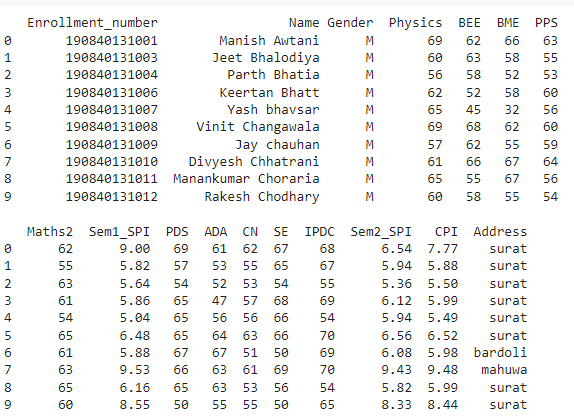 Enrollment_number Name Gender Physics BEE BME PPS
0 190840131001 Manish Awtani M 69 62 66 63
1 190840131003 Jeet Bhalodiya M 60 63 58 55
2 190840131004 Parth Bhatia M 56 58 52 53
3 190840131006 Keertan Bhatt M 62 52 58 60
4 190840131007 Yash bhavsar M 65 45 32 56
5 190840131008 Vinit Changawala M 69 68 62 60
6 190840131009 Jay chauhan M 57 62 55 59
7 190840131010 Divyesh Chhatrani M 61 66 67 64
8 190840131011 Manankumar Choraria M 65 55 67 56
9 190840131012 Rakesh Chodhary M 60 58 55 54
Maths2 Sem1_SPI PDS ADA CN SE IPDC Sem2_SPI CPI Address
0 62 9.00 69 61 62 67 68 6.54 7.77 surat
1 55 5.82 57 53 55 65 67 5.94 5.88 surat
2 63 5.64 54 52 53 54 55 5.36 5.50 surat
3 61 5.86 65 47 57 68 69 6.12 5.99 surat
4 54 5.04 65 56 56 66 54 5.94 5.49 surat
5 65 6.48 65 64 63 66 70 6.56 6.52 surat
6 61 5.88 67 67 51 50 69 6.08 5.98 bardoli
7 63 9.53 66 63 61 69 70 9.43 9.48 mahuwa
8 65 6.16 65 63 53 56 54 5.82 5.99 surat
9 60 8.55 50 55 55 50 65 8.33 8.44 surat